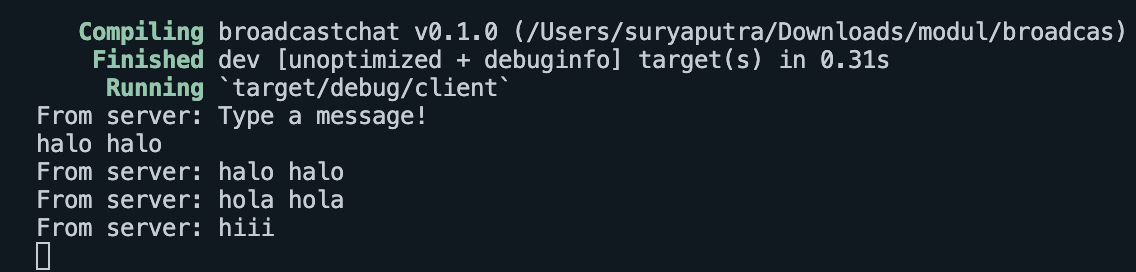 Compiling broadcastchat v0.1.0 (/Users/suryaputra/Downloads/modul/broadcas)
Finished dev [unoptimized + debuginfo] target(s) in 0.31s
Running `target/debug/client`
From server: Type a message!
halo halo
From server: halo halo
From server: hola hola
From server: hiii